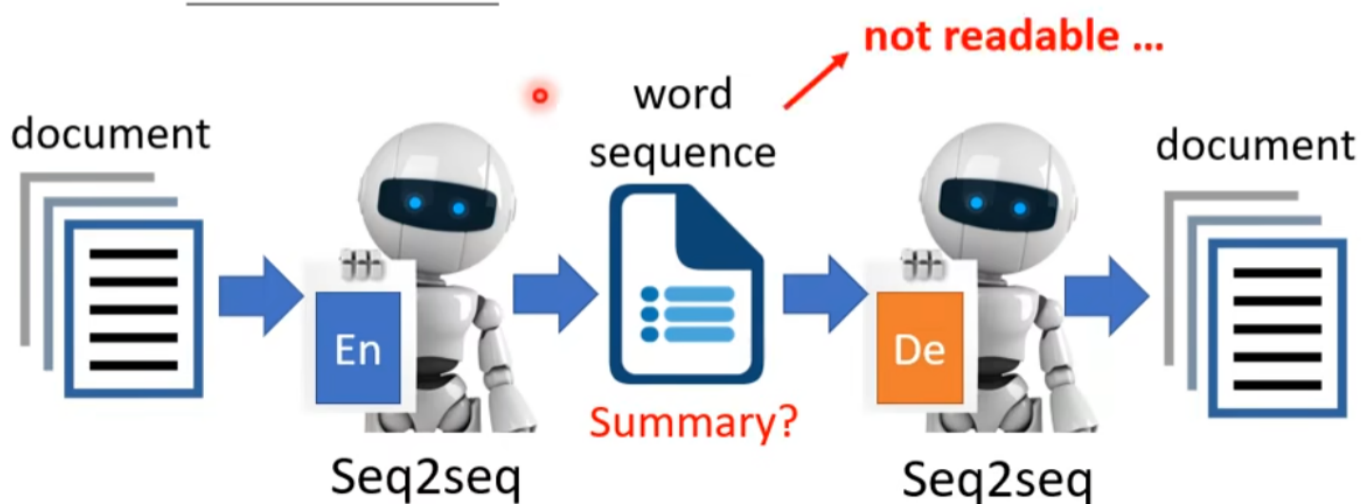 not readable ...
word
sequence
document
document
En
De
Summary?
Seq2seq
Seq2seq